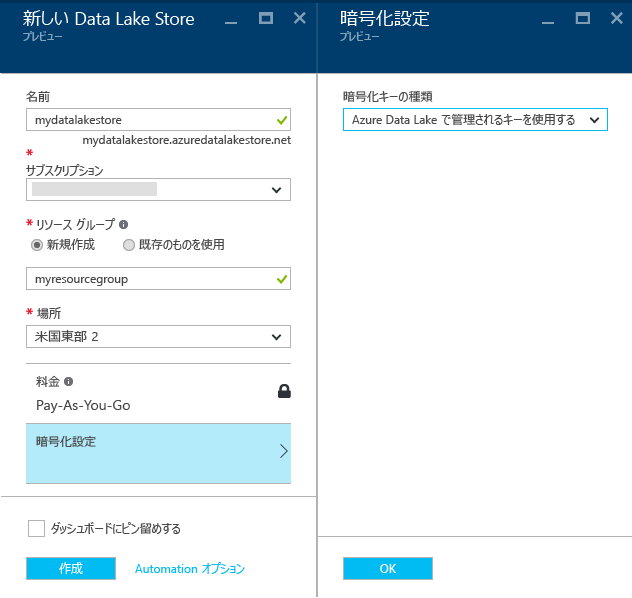 新しい Data Lake Store
プレビュー
名前
mydatalakestore
mydatalakestore.azuredatalakestore.net
*
サブスクリプション
* リソース グループ
新規作成 既存のものを使用
myresourcegroup
* 場所
米国東部 2
料金
Pay-As-You-Go
暗号化設定
ダッシュボードにピン留めする
作成 Automation オプション
暗号化設定
プレビュー
暗号化キーの種類
Azure Data Lake で管理されるキーを使用する
OK